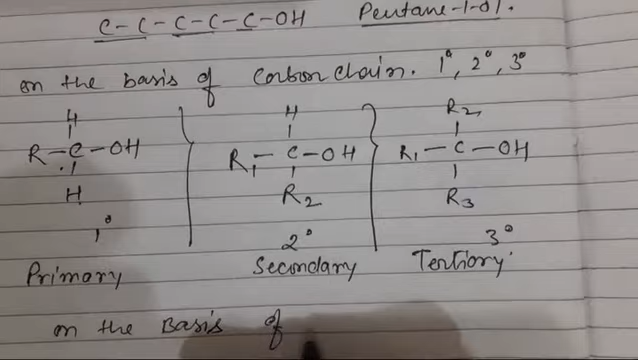 C-C-C-C-C-OH Pentane-1-ol.
on the basis of Carbon chain. 1°, 2°, 3°
H H R2
R-C-OH R1-C-OH R1-C-OH
H R2 R3
1° 2° 3°
Primary Secondary Tertiory.
on the Basis of